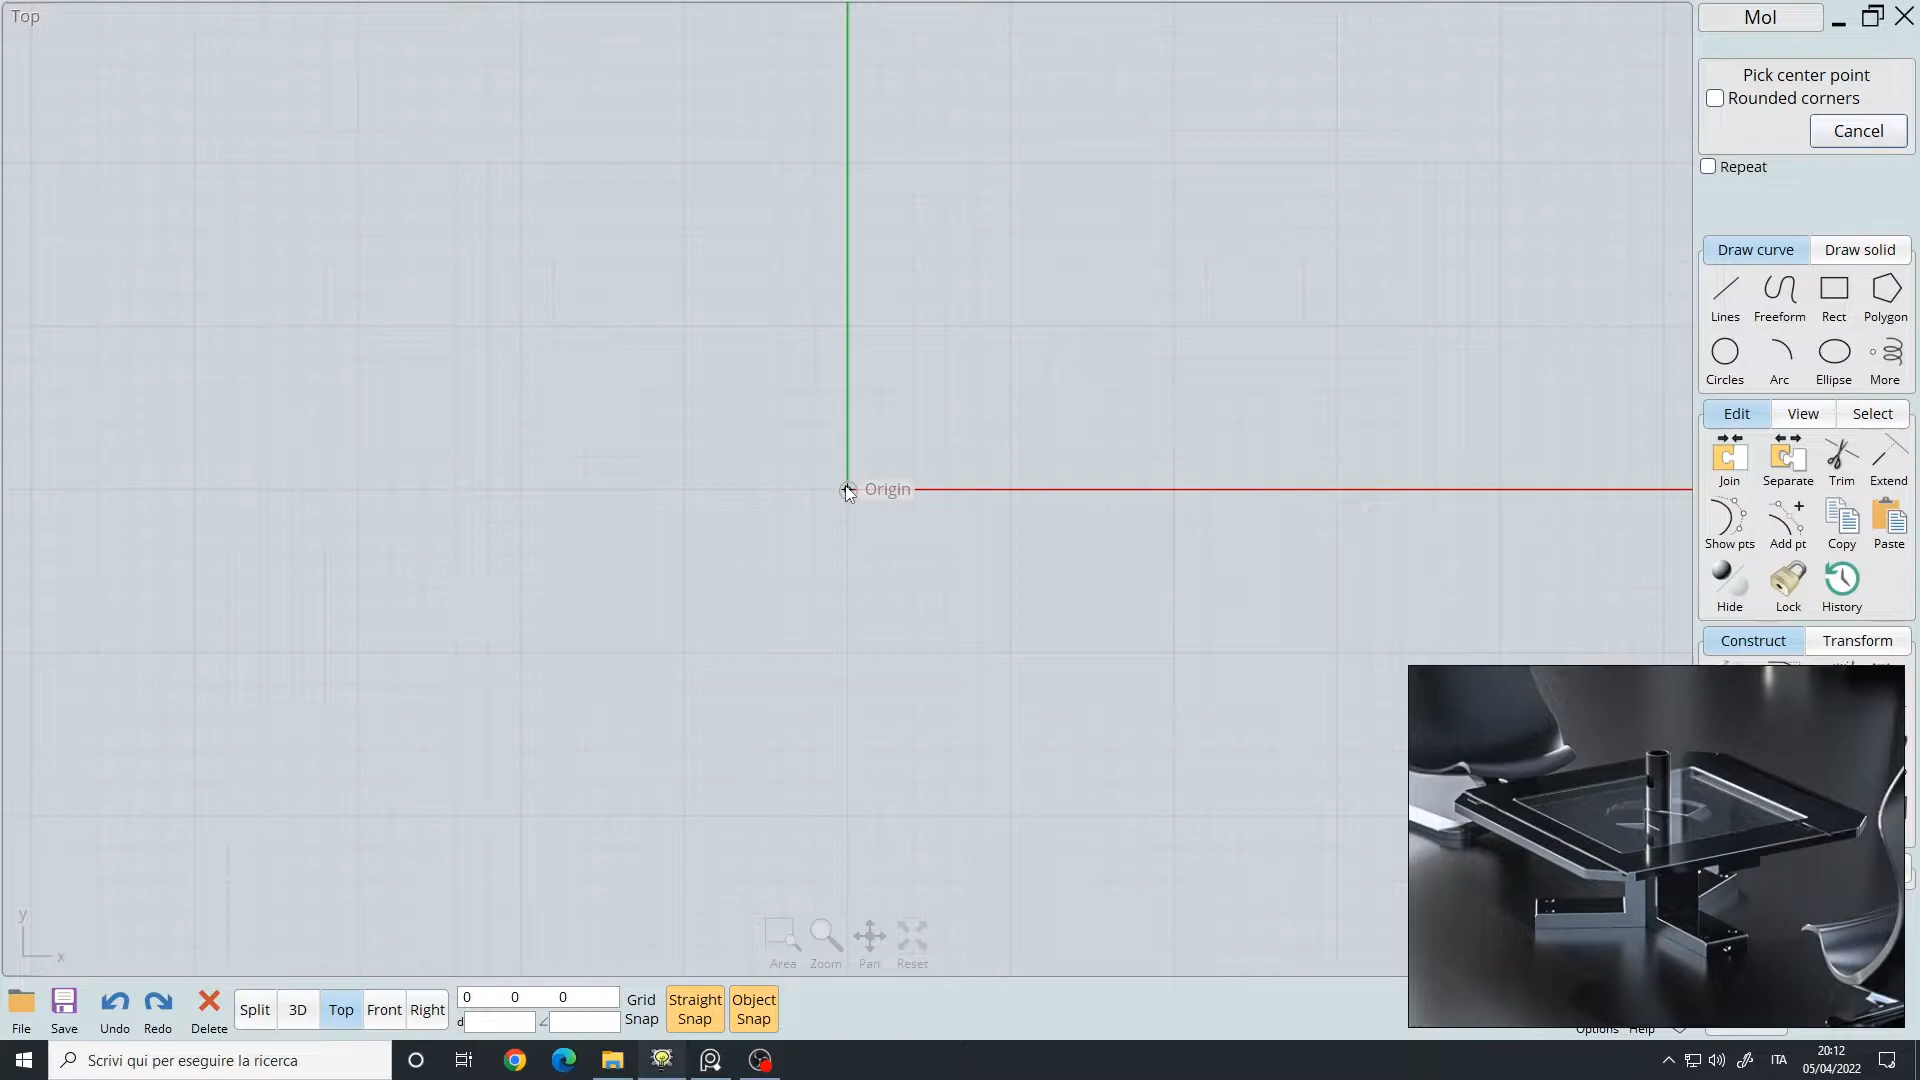 Top
MoI
Pick center point
Rounded corners
Cancel
Repeat
Draw curve
Draw solid
Lines
Freeform
Rect
Polygon
Circles
Arc
Ellipse
More
Edit
View
Select
Join
Separate
Trim
Extend
Show pts
Add pt
Copy
Paste
Hide
Lock
History
Construct
Transform
Origin
y
x
Area
Zoom
Pan
Reset
File
Save
Undo
Redo
Delete
Split
3D
Top
Front
Right
0 0 0
d
∠
Grid
Snap
Straight
Snap
Object
Snap
Options
Help
Scrivi qui per eseguire la ricerca
ITA
20:12
05/04/2022